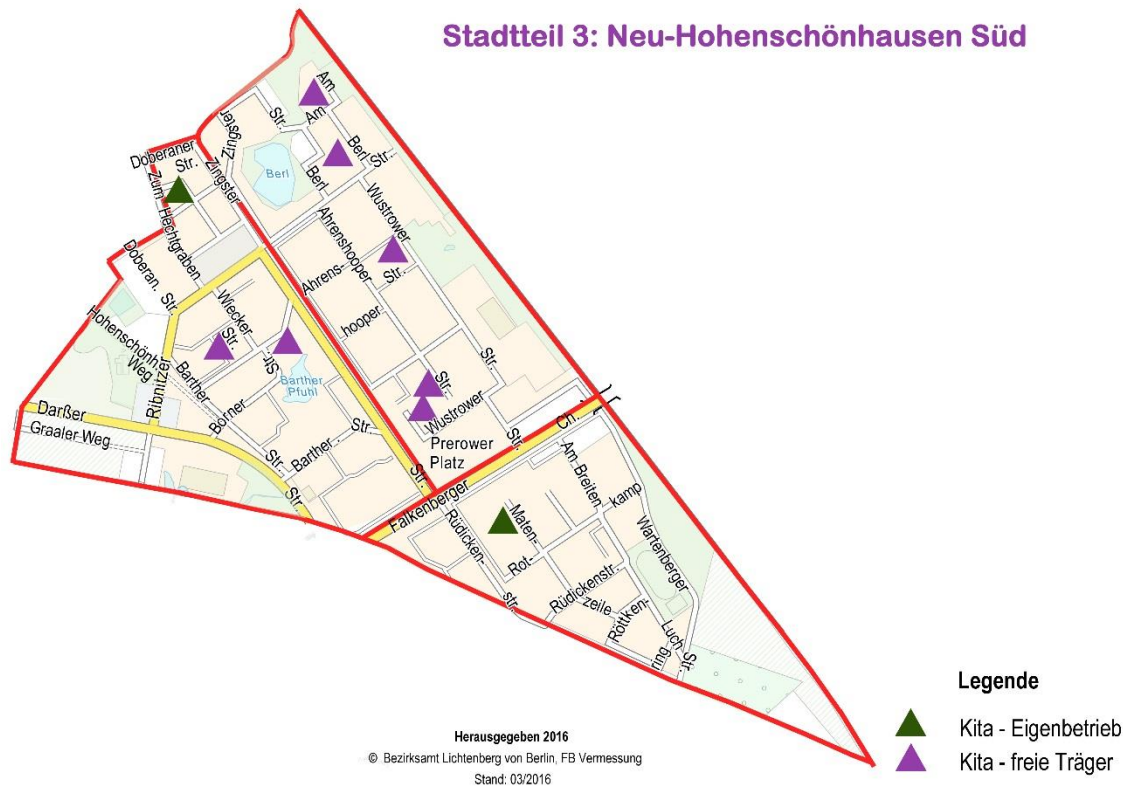 Stadtteil 3: Neu-Hohenschönhausen Süd
Am
Am
Str.
Zingster
Doberaner
Str.
Zingster
Berl
Berl
Berl
Str.
Zum Hechtgraben
Wustrower
Ahrenshooper
Ahrens-
Str.
Doberan. Str.
hooper
Wiecker
Hohenschönh.
Weg
Str.
Str.
Barther
Pfuhl
Ribnitzer
Barther
Str.
Str.
Wustrower
Darßer
Borner
Graaler Weg
Ch.
Str.
Prerower
Platz
Str.
Barther
Str.
Str.
Str.
Falkenberger
Am Breiten
kamp
Rüdicken-
Maten-
Wartenberger
Rot-
Rüdickenstr.
str.
zeile
Röttken-
Luch
ring
Str.
Legende
Kita - Eigenbetrieb
Kita - freie Träger
Herausgegeben 2016
© Bezirksamt Lichtenberg von Berlin, FB Vermessung
Stand: 03/2016